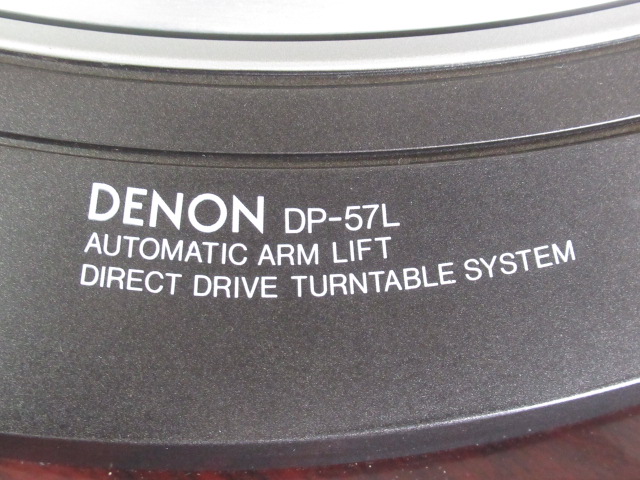 DENON DP-57L
AUTOMATIC ARM LIFT
DIRECT DRIVE TURNTABLE SYSTEM